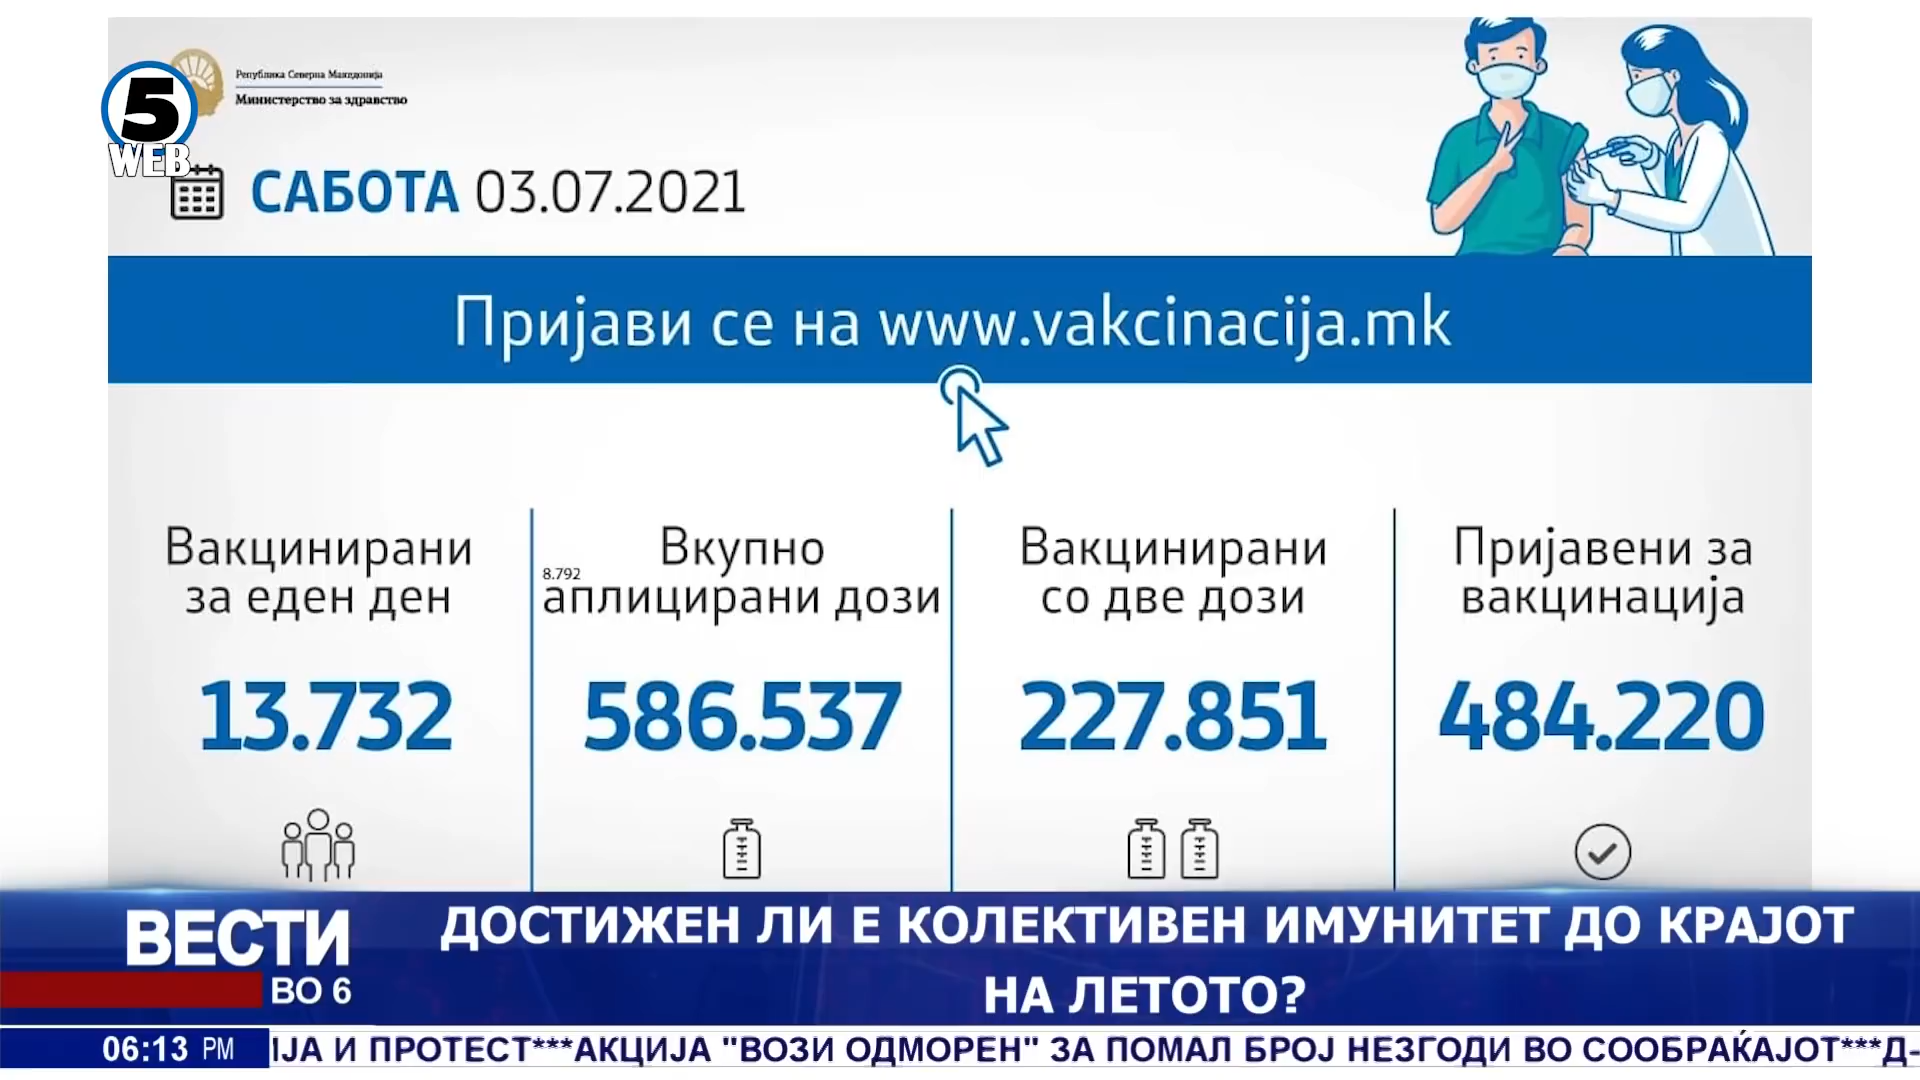 Република Северна Македонија
Министерство за здравство
5
WEB
САБОТА 03.07.2021
Пријави се на www.vakcinacija.mk
Вакцинирани
за еден ден
13.732
Вкупно
8.792
аплицирани дози
586.537
Вакцинирани
со две дози
227.851
Пријавени за
вакцинација
484.220
ВЕСТИ
ВО 6
ДОСТИЖЕН ЛИ Е КОЛЕКТИВЕН ИМУНИТЕТ ДО КРАЈОТ
НА ЛЕТОТО?
06:13 PM
ИЈА И ПРОТЕСТ***АКЦИЈА "ВОЗИ ОДМОРЕН" ЗА ПОМАЛ БРОЈ НЕЗГОДИ ВО СООБРАЌАЈОТ***Д-